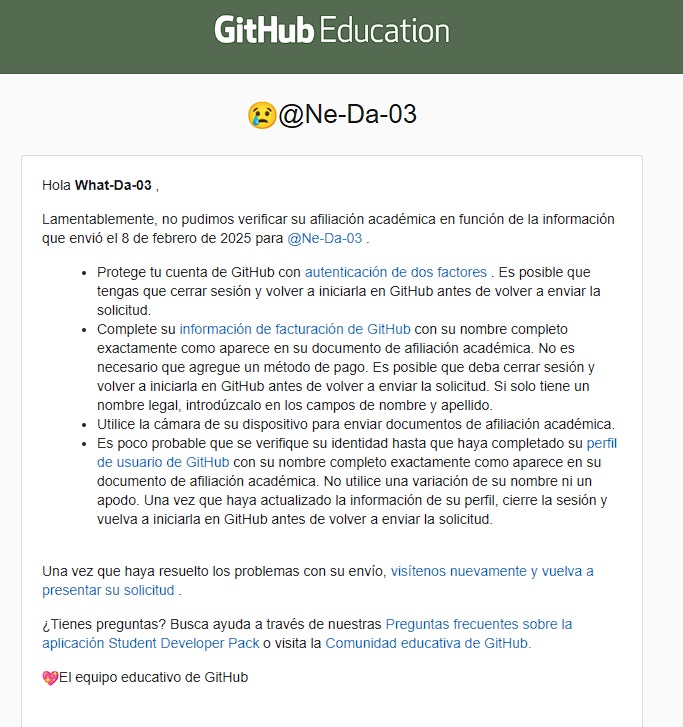 GitHub Education
😢@Ne-Da-03
Hola What-Da-03 ,
Lamentablemente, no pudimos verificar su afiliación académica en función de la información
que envió el 8 de febrero de 2025 para @Ne-Da-03 .
• Protege tu cuenta de GitHub con autenticación de dos factores . Es posible que
tengas que cerrar sesión y volver a iniciarla en GitHub antes de volver a enviar la
solicitud.
• Complete su información de facturación de GitHub con su nombre completo
exactamente como aparece en su documento de afiliación académica. No es
necesario que agregue un método de pago. Es posible que deba cerrar sesión y
volver a iniciarla en GitHub antes de volver a enviar la solicitud. Si solo tiene un
nombre legal, introdúzcalo en los campos de nombre y apellido.
• Utilice la cámara de su dispositivo para enviar documentos de afiliación académica.
• Es poco probable que se verifique su identidad hasta que haya completado su perfil
de usuario de GitHub con su nombre completo exactamente como aparece en su
documento de afiliación académica. No utilice una variación de su nombre ni un
apodo. Una vez que haya actualizado la información de su perfil, cierre la sesión y
vuelva a iniciarla en GitHub antes de volver a enviar la solicitud.
Una vez que haya resuelto los problemas con su envío, visítenos nuevamente y vuelva a
presentar su solicitud .
¿Tienes preguntas? Busca ayuda a través de nuestras Preguntas frecuentes sobre la
aplicación Student Developer Pack o visita la Comunidad educativa de GitHub.
💖El equipo educativo de GitHub